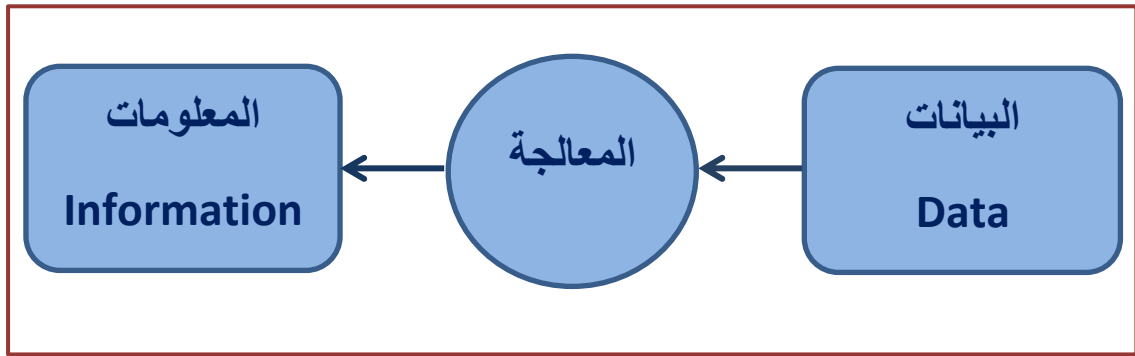 البيانات
Data
المعالجة
المعلومات
Information